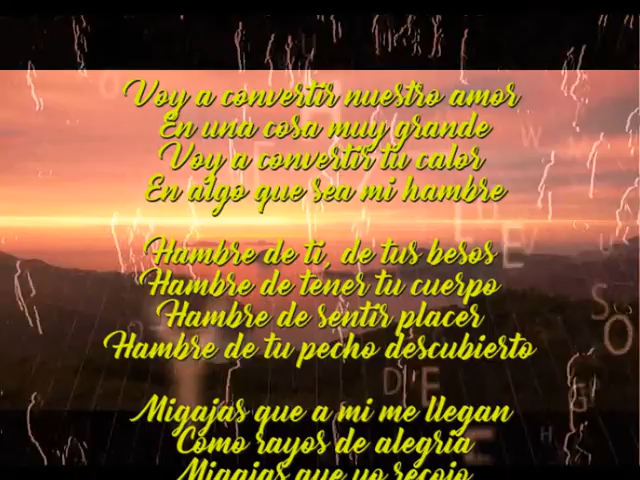 Voy a convertir nuestro amor
En una cosa muy grande
Voy a convertir tu calor
En algo que sea mi hambre
Hambre de ti, de tus besos
Hambre de tener tu cuerpo
Hambre de sentir placer
Hambre de tu pecho descubierto
Migajas que a mi me llegan
Como rayos de alegría
Migajas que yo recojo